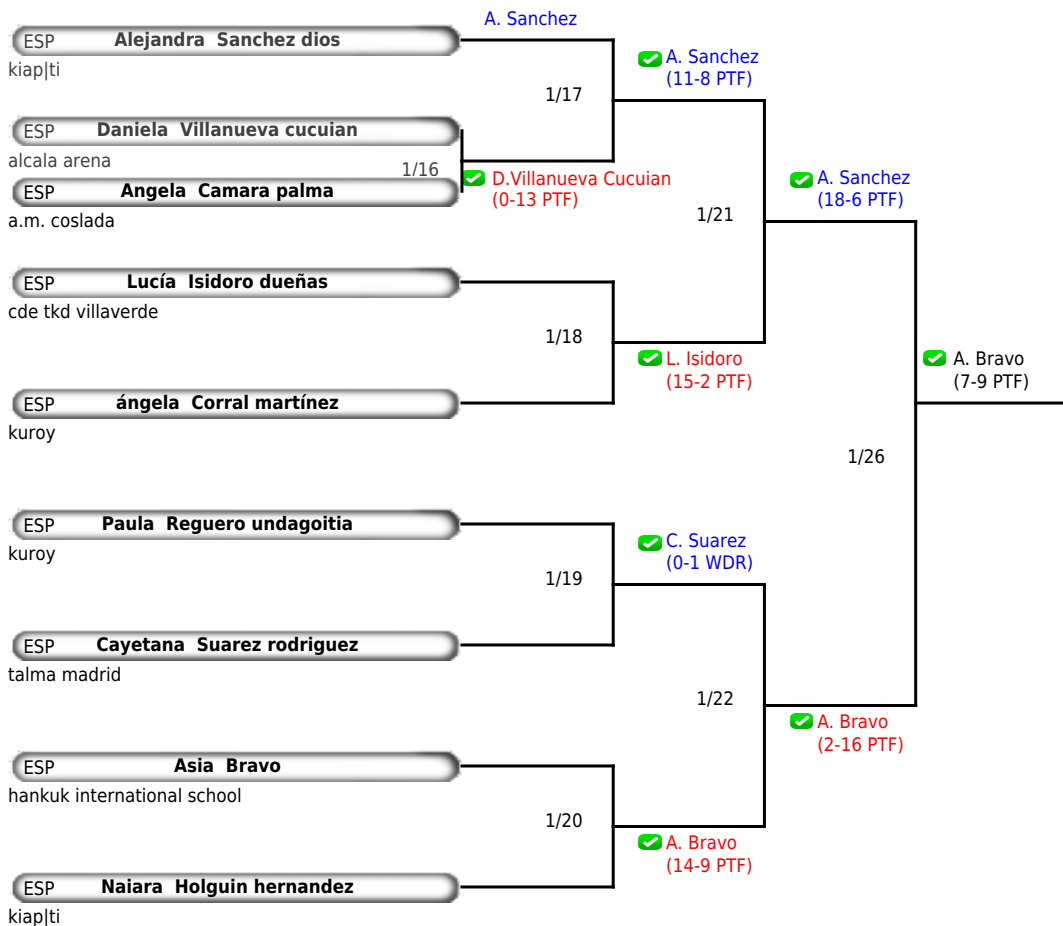 A. Sanchez
ESP Alejandra Sanchez dios
kiap|ti
A. Sanchez
(11-8 PTF)
1/17
ESP Daniela Villanueva cucuian
alcala arena
1/16
D.Villanueva Cucuian
(0-13 PTF)
ESP Angela Camara palma
a.m. coslada
A. Sanchez
(18-6 PTF)
1/21
ESP Lucía Isidoro dueñas
cde tkd villaverde
1/18
L. Isidoro
(15-2 PTF)
A. Bravo
(7-9 PTF)
ESP ángela Corral martínez
kuroy
1/26
ESP Paula Reguero undagoitia
kuroy
C. Suarez
(0-1 WDR)
1/19
ESP Cayetana Suarez rodriguez
talma madrid
1/22
A. Bravo
(2-16 PTF)
ESP Asia Bravo
hankuk international school
1/20
A. Bravo
(14-9 PTF)
ESP Naiara Holguin hernandez
kiap|ti